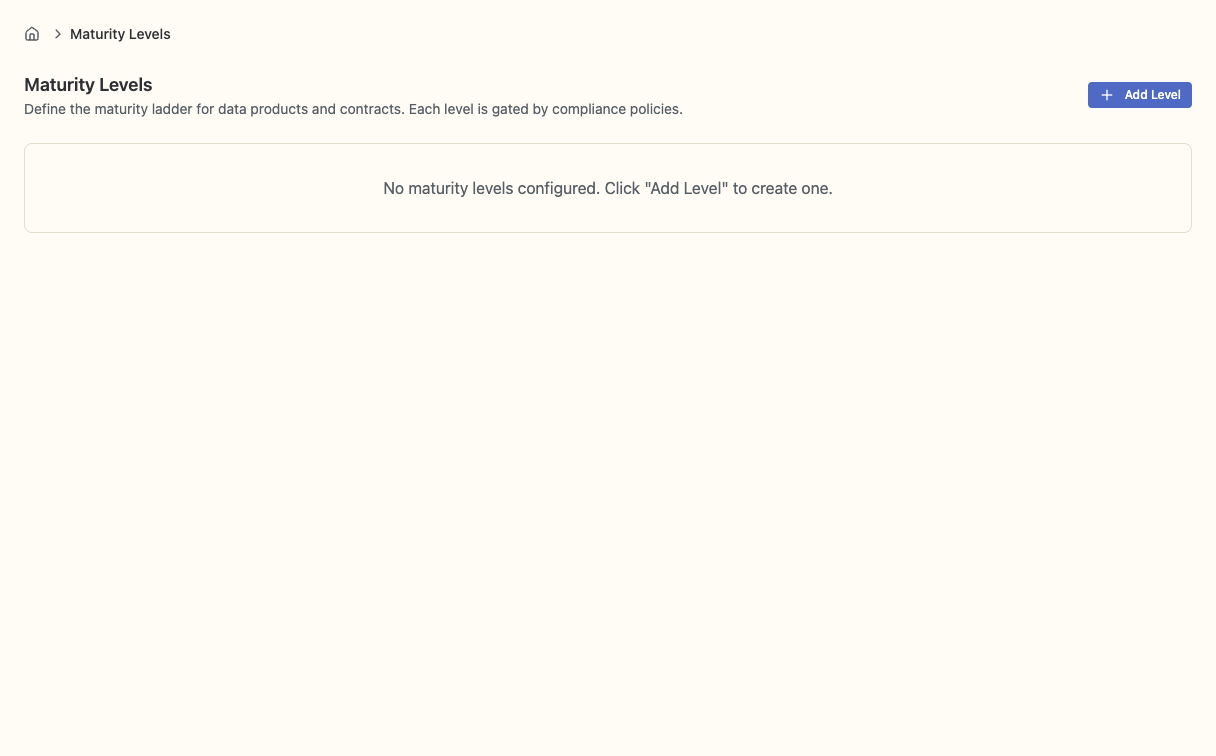 Maturity Levels
Maturity Levels
Define the maturity ladder for data products and contracts. Each level is gated by compliance policies.
Add Level
No maturity levels configured. Click "Add Level" to create one.